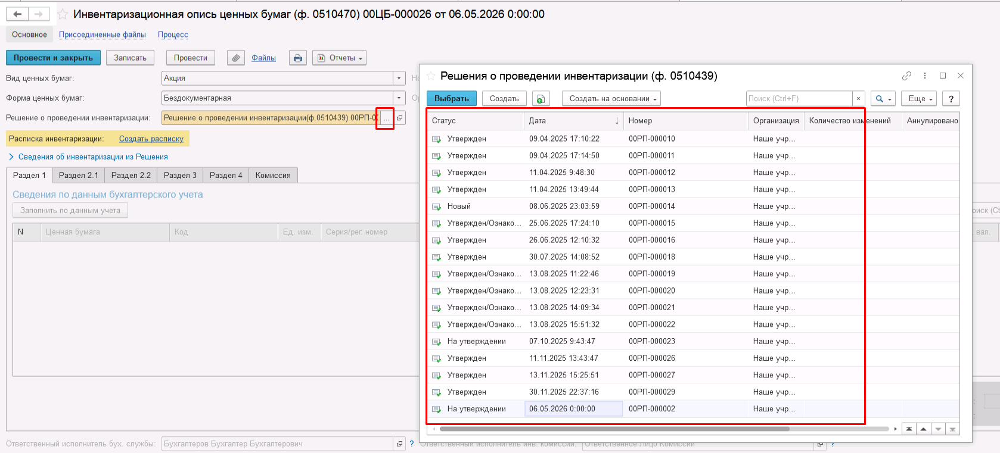 Инвентаризационная опись ценных бумаг (ф. 0510470) 00ЦБ-000026 от 06.05.2026 0:00:00
Основное Присоединенные файлы Процесс
Провести и закрыть Записать Провести Файлы Отчеты
Вид ценных бумаг: Акция
Форма ценных бумаг: Бездокументарная
Решение о проведении инвентаризации: Решение о проведении инвентаризации(ф.0510439) 00РП-0 ...
Расписка инвентаризации: Создать расписку
Сведения об инвентаризации из Решения
Раздел 1 Раздел 2.1 Раздел 2.2 Раздел 3 Раздел 4 Комиссия
Сведения по данным бухгалтерского учета
Заполнить по данным учета
N Ценная бумага Код Ед. изм. Серия/рег. номер вал.
Ответственный исполнитель бух. службы: Бухгалтеров Бухгалтер Бухгалтерович ? Ответственный исполнитель инв. комиссии: Ответственное Лицо Комиссии ?
Решения о проведении инвентаризации (ф. 0510439)
Выбрать Создать Создать на основании Поиск (Ctrl+F) × Еще ?
Статус Дата ↓ Номер Организация Количество изменений Аннулировано
Утвержден 09.04.2025 17:10:22 00РП-000010 Наше учр...
Утвержден 09.04.2025 17:14:50 00РП-000011 Наше учр...
Утвержден 11.04.2025 9:48:30 00РП-000012 Наше учр...
Утвержден 11.04.2025 13:49:44 00РП-000013 Наше учр...
Новый 08.06.2025 23:03:59 00РП-000014 Наше учр...
Утвержден/Ознако... 25.06.2025 17:24:10 00РП-000015 Наше учр...
Утвержден 26.06.2025 12:10:32 00РП-000016 Наше учр...
Утвержден 30.07.2025 14:08:52 00РП-000018 Наше учр...
Утвержден/Ознако... 13.08.2025 11:22:46 00РП-000019 Наше учр...
Утвержден/Ознако... 13.08.2025 12:23:31 00РП-000020 Наше учр...
Утвержден/Ознако... 13.08.2025 14:09:34 00РП-000021 Наше учр...
Утвержден/Ознако... 13.08.2025 15:51:32 00РП-000022 Наше учр...
На утверждении 07.10.2025 9:43:47 00РП-000023 Наше учр...
Утвержден 11.11.2025 13:43:47 00РП-000026 Наше учр...
Утвержден 13.11.2025 15:25:51 00РП-000027 Наше учр...
Утвержден 30.11.2025 22:37:16 00РП-000029 Наше учр...
На утверждении 06.05.2026 0:00:00 00РП-000002 Наше учр...